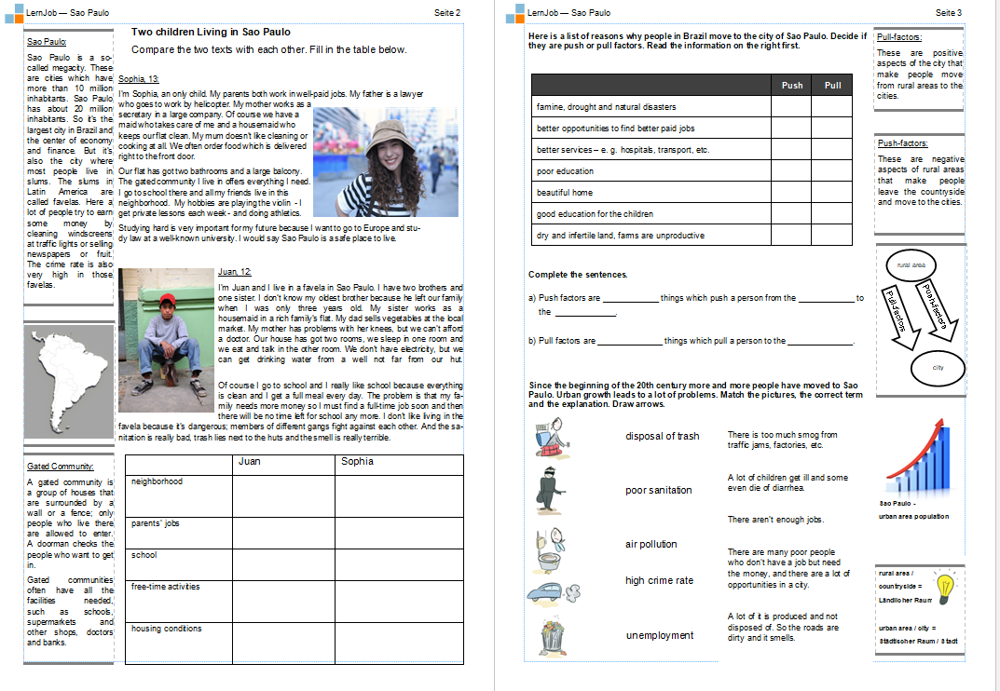 LernJob — Sao Paulo
Seite 2
Sao Paulo:
Sao Paulo is a so-
called megacity. These
are cities which have
more than 10 million
inhabitants. Sao Paulo
has about 20 million
inhabitants. So it's the
largest city in Brazil and
the center of economy
and finance. But it's
also the city where
most people live in
slums. The slums in
Latin America are
called favelas. Here a
lot of people try to earn
some money by
cleaning windscreens
at traffic lights or selling
newspapers or fruit.
The crime rate is also
very high in those
favelas.
Gated Community:
A gated community is
a group of houses that
are surrounded by a
wall or a fence; only
people who live there
are allowed to enter.
A doorman checks the
people who want to get
in.
Gated communities
often have all the
facilities needed,
such as schools,
supermarkets and
other shops, doctors
and banks.
Two children Living in Sao Paulo
Compare the two texts with each other. Fill in the table below.
Sophia, 13:
I'm Sophia, an only child. My parents both work in well-paid jobs. My father is a lawyer
who goes to work by helicopter. My mother works as a
secretary in a large company. Of course we have a
maid who takes care of me and a housemaid who
keeps our flat clean. My mum doesn't like cleaning or
cooking at all. We often order food which is delivered
right to the front door.
Our flat has got two bathrooms and a large balcony.
The gated community I live in offers everything I need.
I go to school there and all my friends live in this
neighborhood. My hobbies are playing the violin - I
get private lessons each week - and doing athletics.
Studying hard is very important for my future because I want to go to Europe and stu-
dy law at a well-known university. I would say Sao Paulo is a safe place to live.
Juan, 12:
I'm Juan and I live in a favela in Sao Paulo. I have two brothers and
one sister. I don't know my oldest brother because he left our family
when I was only three years old. My sister works as a
housemaid in a rich family's flat. My dad sells vegetables at the local
market. My mother has problems with her knees, but we can't afford
a doctor. Our house has got two rooms, we sleep in one room and
we eat and talk in the other room. We don't have electricity, but we
can get drinking water from a well not far from our hut.
Of course I go to school and I really like school because everything
is clean and I get a full meal every day. The problem is that my fa-
mily needs more money so I must find a full-time job soon and then
there will be no time left for school any more. I don't like living in the
favela because it's dangerous; members of different gangs fight against each other. And the sa-
nitation is really bad, trash lies next to the huts and the smell is really terrible.
Juan Sophia
neighborhood
parents' jobs
school
free-time activities
housing conditions
LernJob — Sao Paulo
Seite 3
Here is a list of reasons why people in Brazil move to the city of Sao Paulo. Decide if
they are push or pull factors. Read the information on the right first.
Push Pull
famine, drought and natural disasters
better opportunities to find better paid jobs
better services – e. g. hospitals, transport, etc.
poor education
beautiful home
good education for the children
dry and infertile land, farms are unproductive
Complete the sentences.
a) Push factors are ____________ things which push a person from the ____________ to
the _____________.
b) Pull factors are ______________ things which pull a person to the ______________.
Since the beginning of the 20th century more and more people have moved to Sao
Paulo. Urban growth leads to a lot of problems. Match the pictures, the correct term
and the explanation. Draw arrows.
disposal of trash
poor sanitation
air pollution
high crime rate
unemployment
There is too much smog from
traffic jams, factories, etc.
A lot of children get ill and some
even die of diarrhea.
There aren't enough jobs.
There are many poor people
who don't have a job but need
the money, and there are a lot of
opportunities in a city.
A lot of it is produced and not
disposed of. So the roads are
dirty and it smells.
Pull-factors:
These are positive
aspects of the city that
make people move
from rural areas to the
cities.
Push-factors:
These are negative
aspects of rural areas
that make people
leave the countryside
and move to the cities.
rural area
Pull-factors
Push-factors
city
Sao Paulo -
urban area population
rural area /
countryside =
Ländlicher Raum
urban area / city =
Städtischer Raum / Stadt